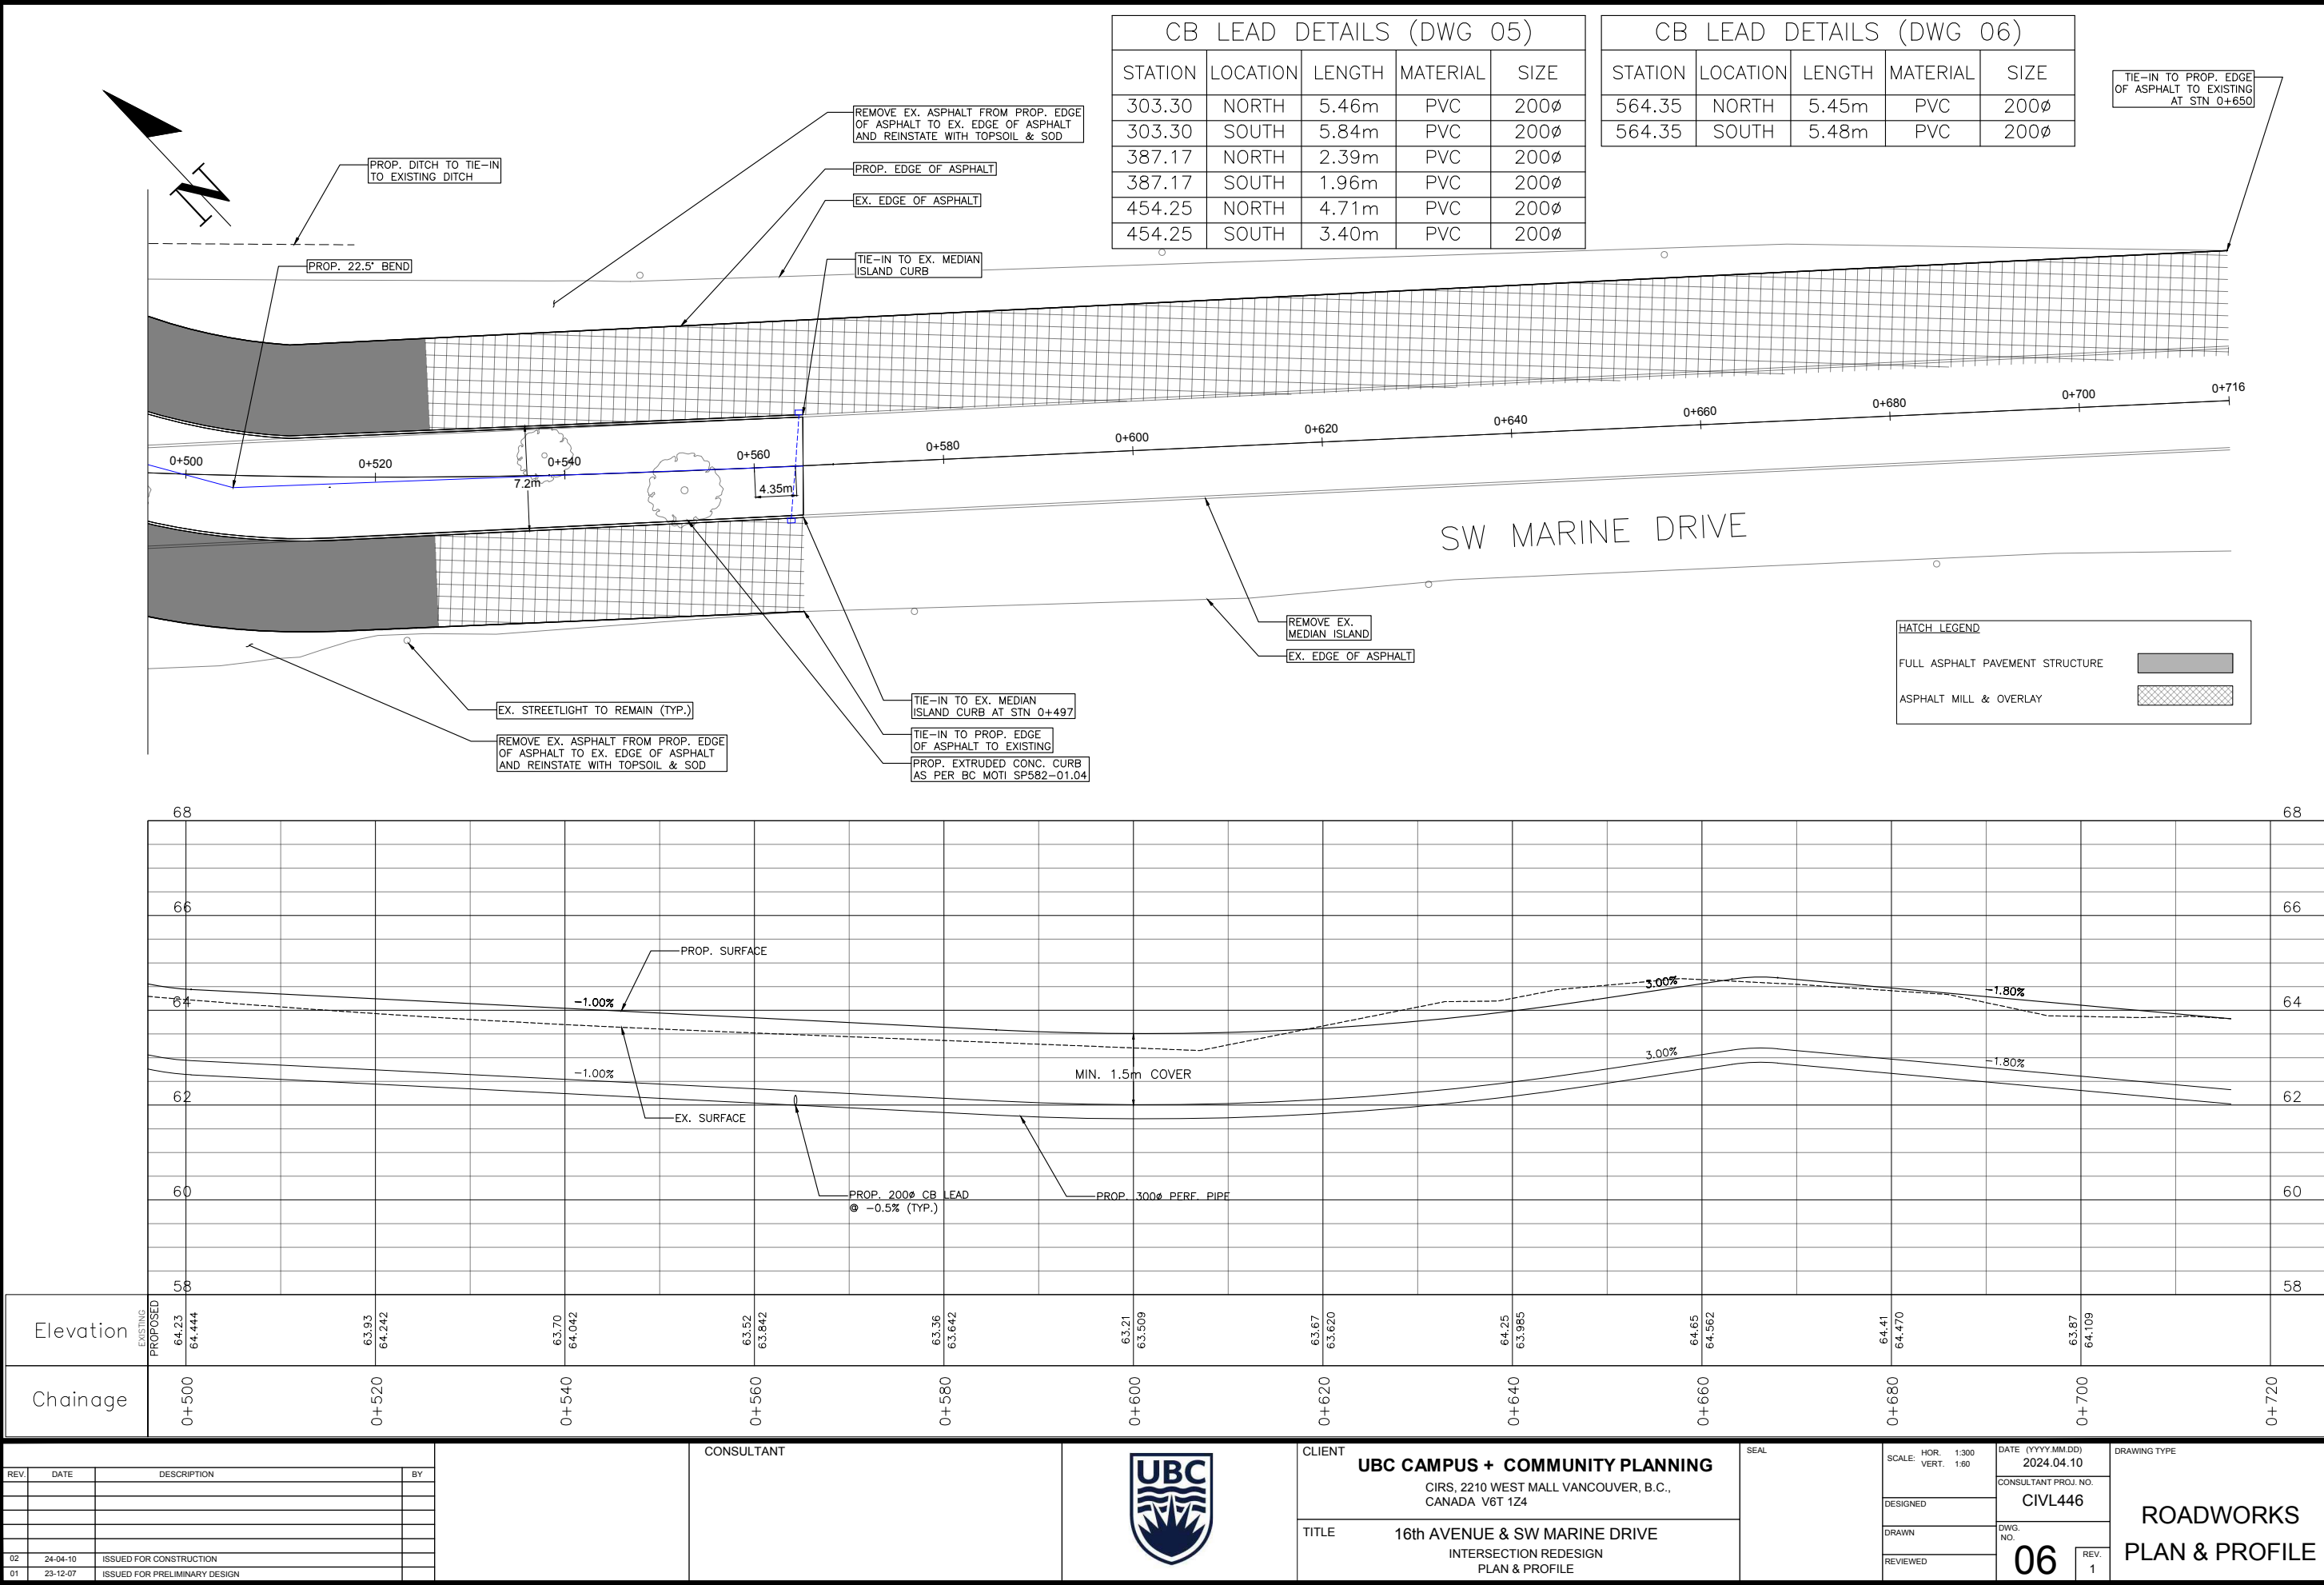 CB LEAD DETAILS (DWG 05)
STATION LOCATION LENGTH MATERIAL SIZE
303.30 NORTH 5.46m PVC 200ø
303.30 SOUTH 5.84m PVC 200ø
387.17 NORTH 2.39m PVC 200ø
387.17 SOUTH 1.96m PVC 200ø
454.25 NORTH 4.71m PVC 200ø
454.25 SOUTH 3.40m PVC 200ø
CB LEAD DETAILS (DWG 06)
STATION LOCATION LENGTH MATERIAL SIZE
564.35 NORTH 5.45m PVC 200ø
564.35 SOUTH 5.48m PVC 200ø
TIE-IN TO PROP. EDGE
OF ASPHALT TO EXISTING
AT STN 0+650
N
PROP. DITCH TO TIE-IN
TO EXISTING DITCH
REMOVE EX. ASPHALT FROM PROP. EDGE
OF ASPHALT TO EX. EDGE OF ASPHALT
AND REINSTATE WITH TOPSOIL & SOD
PROP. EDGE OF ASPHALT
EX. EDGE OF ASPHALT
PROP. 22.5° BEND
TIE-IN TO EX. MEDIAN
ISLAND CURB
0+500
0+520
0+540
0+560
0+580
0+600
0+620
0+640
0+660
0+680
0+700
0+716
7.2m
4.35m
SW MARINE DRIVE
REMOVE EX.
MEDIAN ISLAND
EX. EDGE OF ASPHALT
HATCH LEGEND
FULL ASPHALT PAVEMENT STRUCTURE
ASPHALT MILL & OVERLAY
EX. STREETLIGHT TO REMAIN (TYP.)
REMOVE EX. ASPHALT FROM PROP. EDGE
OF ASPHALT TO EX. EDGE OF ASPHALT
AND REINSTATE WITH TOPSOIL & SOD
TIE-IN TO EX. MEDIAN
ISLAND CURB AT STN 0+497
TIE-IN TO PROP. EDGE
OF ASPHALT TO EXISTING
PROP. EXTRUDED CONC. CURB
AS PER BC MOTI SP582-01.04
68 68
66 66
PROP. SURFACE
64 -1.00% 3.00% -1.80% 64
-1.00% MIN. 1.5m COVER 3.00% -1.80%
62 62
EX. SURFACE
60 60
PROP. 200ø CB LEAD
@ -0.5% (TYP.)
PROP. 300ø PERF. PIPE
58 58
Elevation
EXISTING
PROPOSED
64.23
64.444
63.93
64.242
63.70
64.042
63.52
63.842
63.36
63.642
63.21
63.509
63.67
63.620
64.25
63.985
64.65
64.562
64.41
64.470
63.87
64.109
Chainage
0+500
0+520
0+540
0+560
0+580
0+600
0+620
0+640
0+660
0+680
0+700
0+720
REV. DATE DESCRIPTION BY
02 24-04-10 ISSUED FOR CONSTRUCTION
01 23-12-07 ISSUED FOR PRELIMINARY DESIGN
CONSULTANT
UBC
CLIENT
UBC CAMPUS + COMMUNITY PLANNING
CIRS, 2210 WEST MALL VANCOUVER, B.C.,
CANADA V6T 1Z4
TITLE
16th AVENUE & SW MARINE DRIVE
INTERSECTION REDESIGN
PLAN & PROFILE
SEAL
SCALE: HOR. 1:300
VERT. 1:60
DESIGNED
DRAWN
REVIEWED
DATE (YYYY.MM.DD)
2024.04.10
CONSULTANT PROJ. NO.
CIVL446
DWG. NO.
06
REV.
1
DRAWING TYPE
ROADWORKS
PLAN & PROFILE